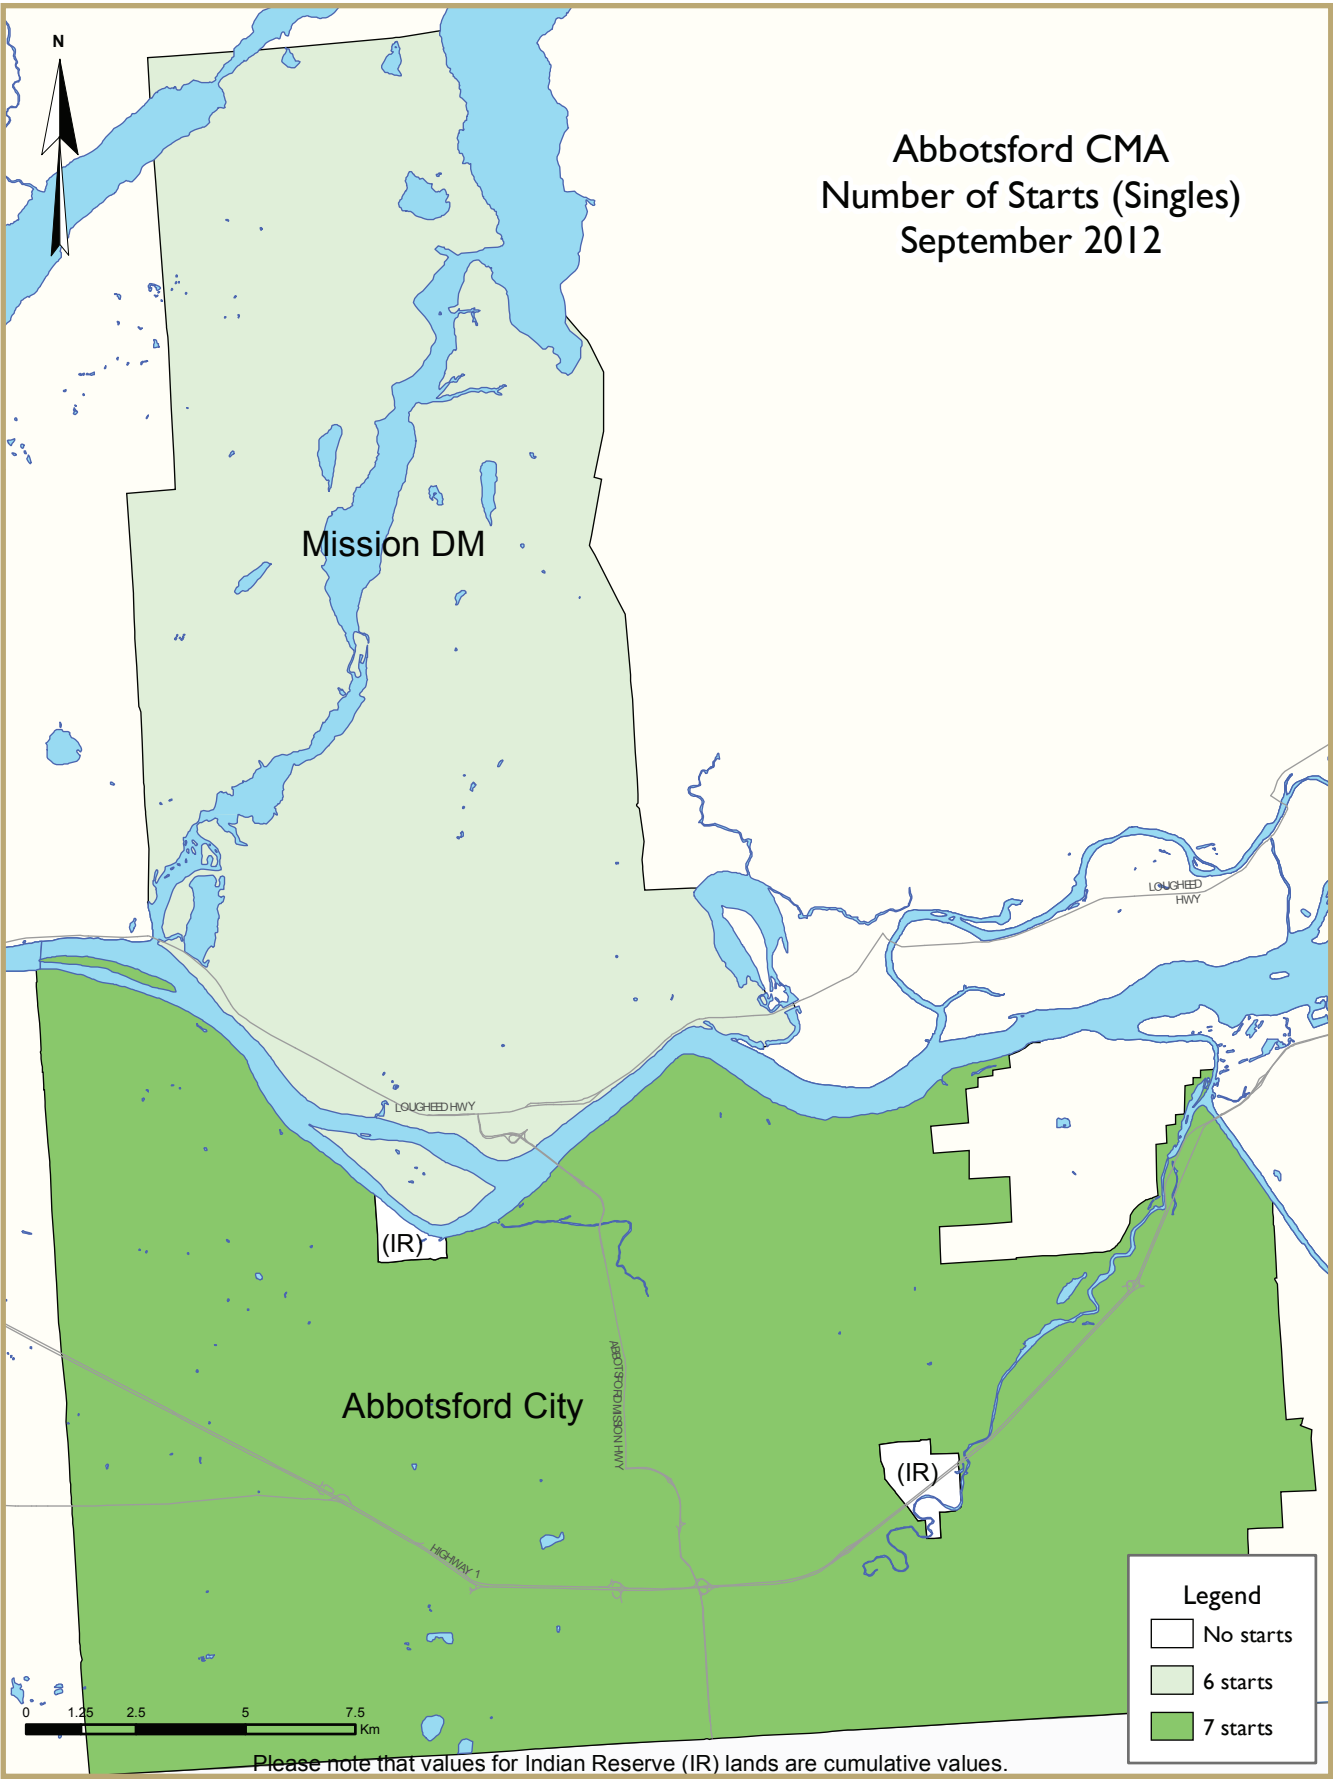 N
Abbotsford CMA
Number of Starts (Singles)
September 2012
Mission DM
LOUGHEED
HWY
LOUGHEED HWY
(IR)
ABBOTSFORD MISSION HWY
Abbotsford City
(IR)
HIGHWAY 1
Legend
No starts
6 starts
7 starts
0 1.25 2.5 5 7.5
Km
Please note that values for Indian Reserve (IR) lands are cumulative values.